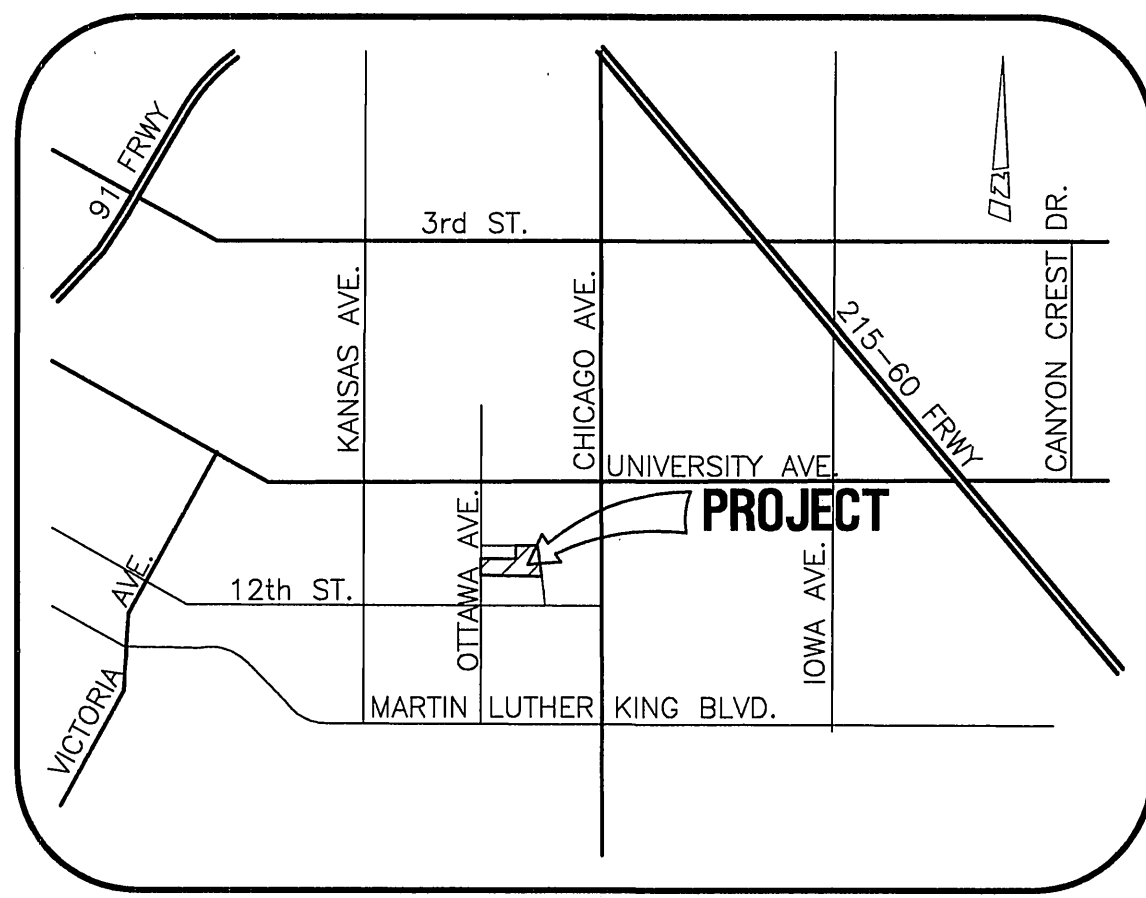 91 FRWY
3rd ST.
N
CANYON CREST DR.
KANSAS AVE.
CHICAGO AVE.
215-60 FRWY
UNIVERSITY AVE.
PROJECT
OTTAWA AVE.
IOWA AVE.
12th ST.
VICTORIA AVE.
MARTIN LUTHER KING BLVD.